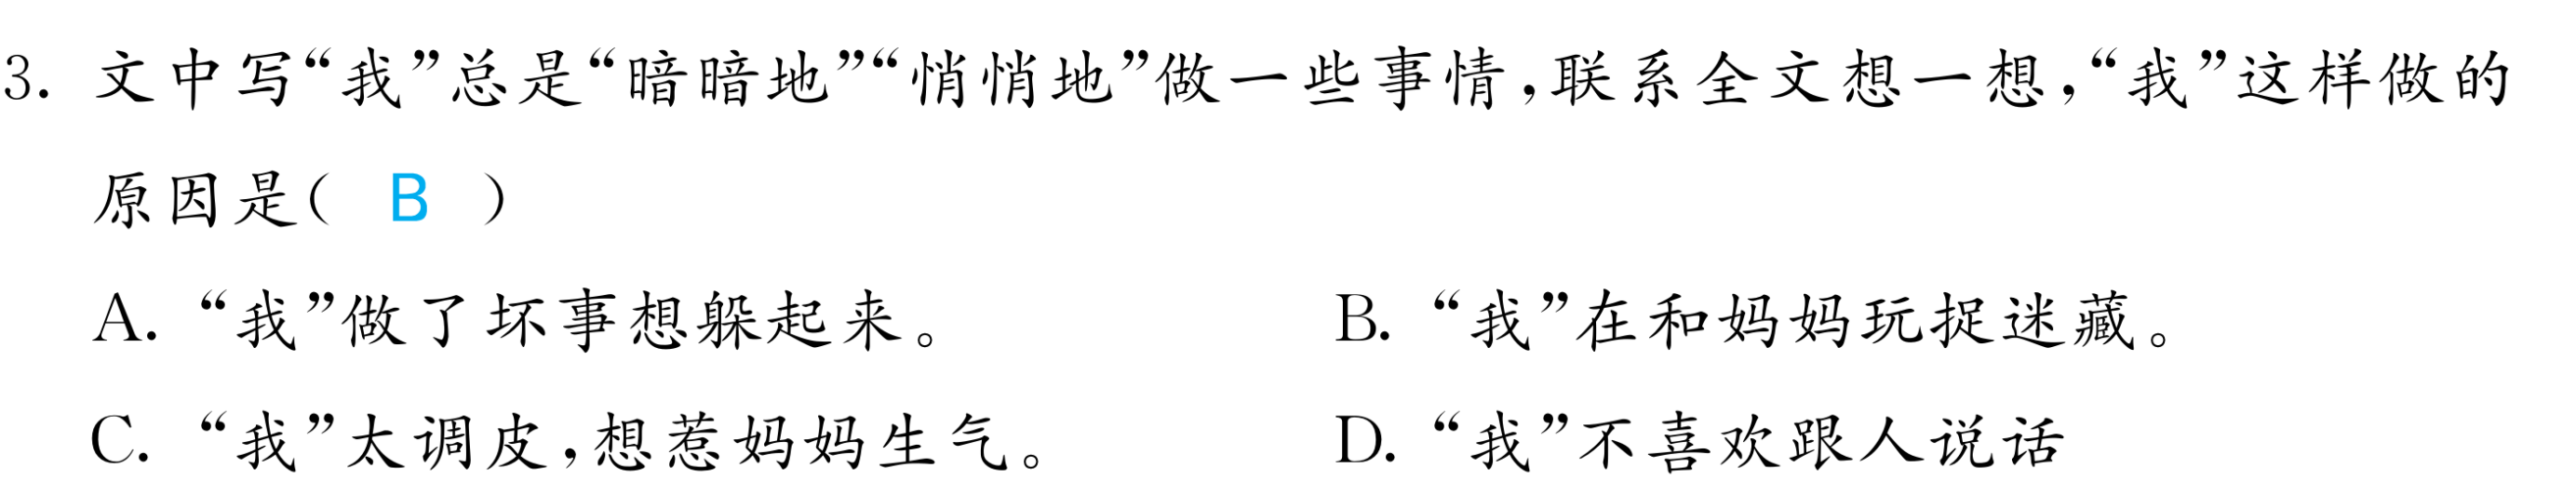 3. 文中写“我”总是“暗暗地”“悄悄地”做一些事情,联系全文想一想,“我”这样做的
原因是( B )
A. “我”做了坏事想躲起来。 B. “我”在和妈妈玩捉迷藏。
C. “我”太调皮,想惹妈妈生气。 D. “我”不喜欢跟人说话